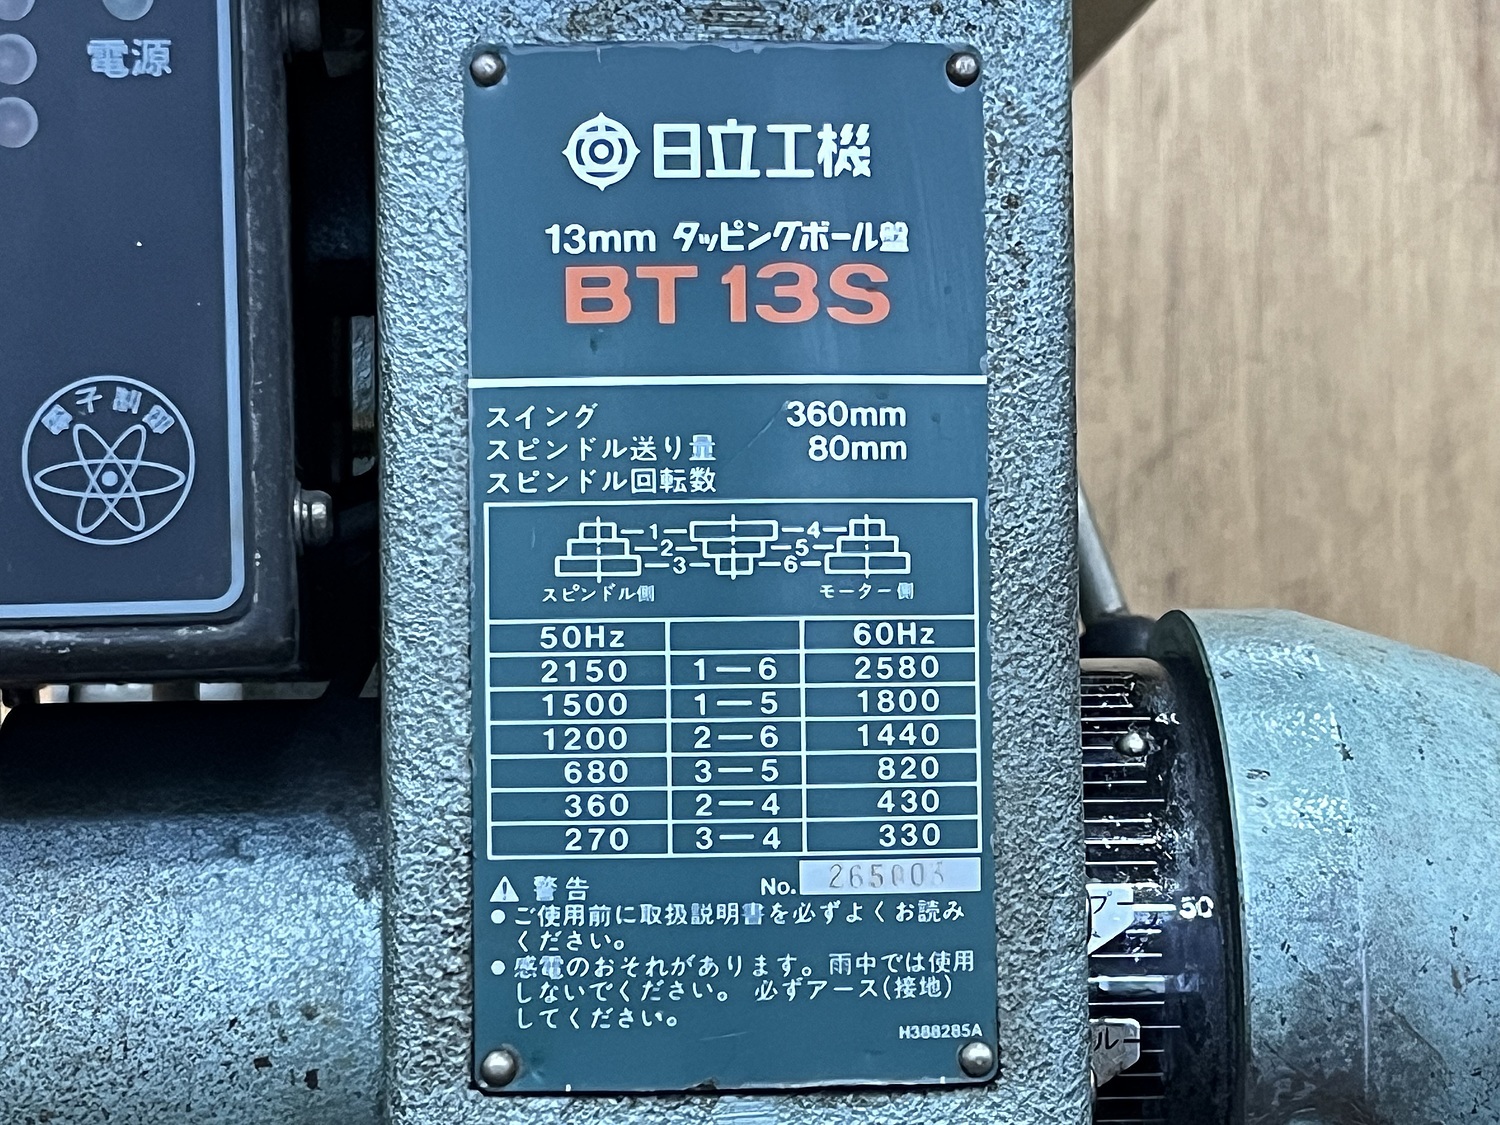 電源
電子制御
日立工機
13mm タッピングボール盤
BT 13S
スイング 360mm
スピンドル送り量 80mm
スピンドル回転数
1 4
2 5
3 6
スピンドル側 モーター側
50Hz 60Hz
2150 1—6 2580
1500 1—5 1800
1200 2—6 1440
680 3—5 820
360 2—4 430
270 3—4 330
警告 No.
●ご使用前に取扱説明書を必ずよくお読み
ください。
●感電のおそれがあります。雨中では使用
しないでください。 必ずアース(接地)
してください。
H388285A
50